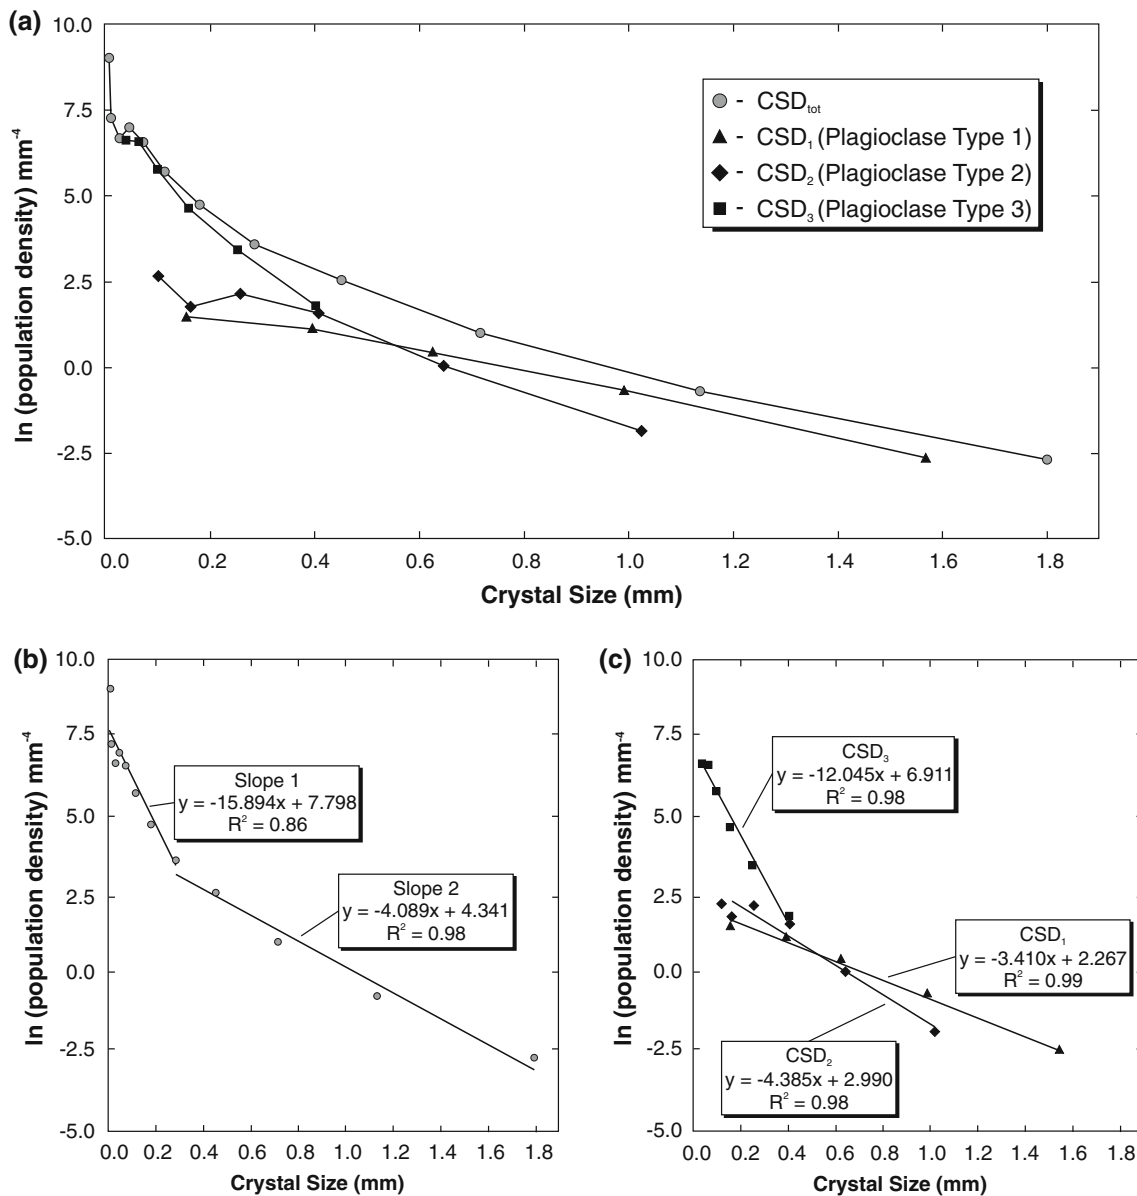 (a)
10.0
7.5
5.0
2.5
0.0
-2.5
-5.0
ln (population density) mm⁻⁴
- CSDtot
- CSD₁ (Plagioclase Type 1)
- CSD₂ (Plagioclase Type 2)
- CSD₃ (Plagioclase Type 3)
0.0 0.2 0.4 0.6 0.8 1.0 1.2 1.4 1.6 1.8
Crystal Size (mm)
(b)
10.0
7.5
5.0
2.5
0.0
-2.5
-5.0
ln (population density) mm⁻⁴
Slope 1
y = -15.894x + 7.798
R² = 0.86
Slope 2
y = -4.089x + 4.341
R² = 0.98
0.0 0.2 0.4 0.6 0.8 1.0 1.2 1.4 1.6 1.8
Crystal Size (mm)
(c)
10.0
7.5
5.0
2.5
0.0
-2.5
-5.0
ln (population density) mm⁻⁴
CSD₃
y = -12.045x + 6.911
R² = 0.98
CSD₁
y = -3.410x + 2.267
R² = 0.99
CSD₂
y = -4.385x + 2.990
R² = 0.98
0.0 0.2 0.4 0.6 0.8 1.0 1.2 1.4 1.6 1.8
Crystal Size (mm)